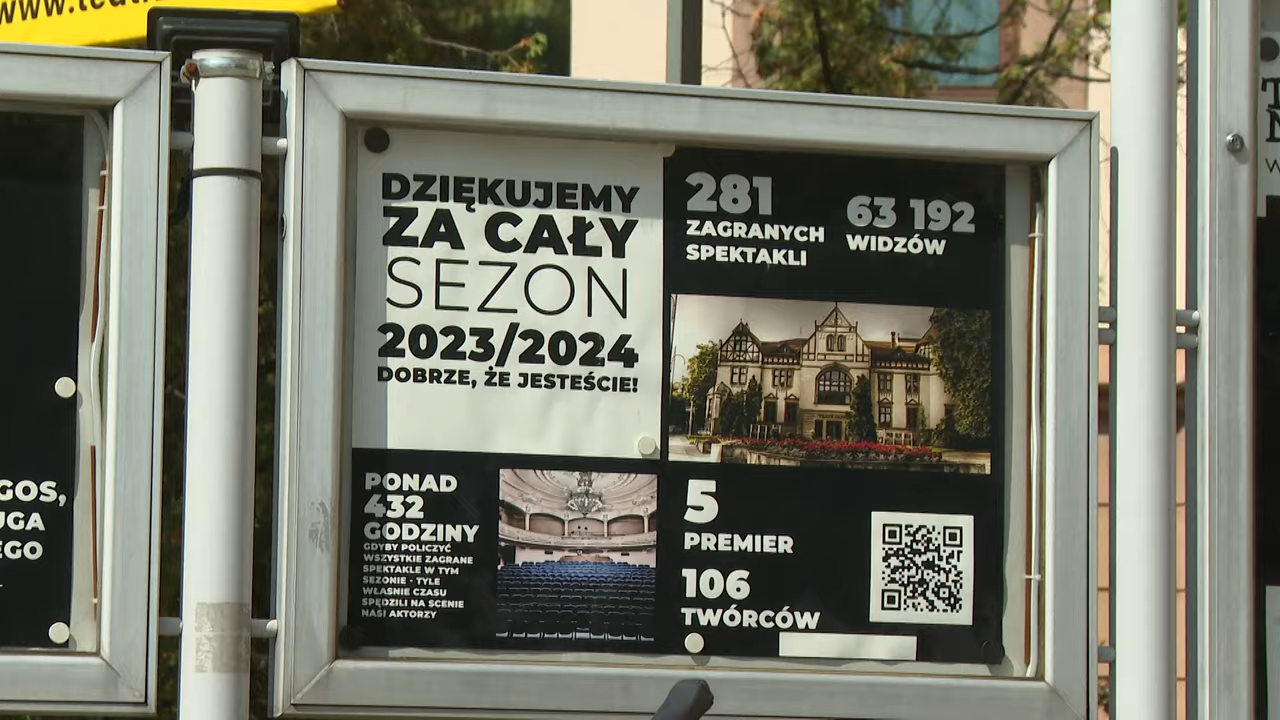 DZIĘKUJEMY
ZA CAŁY
SEZON
2023/2024
DOBRZE, ŻE JESTEŚCIE!
281
ZAGRANYCH
SPEKTAKLI
63 192
WIDZÓW
PONAD
432
GODZINY
GDYBY POLICZYĆ
WSZYSTKIE ZAGRANE
SPEKTAKLE W TYM
SEZONIE - TYLE
WŁAŚNIE CZASU
SPĘDZILI NA SCENIE
NASI AKTORZY
5
PREMIER
106
TWÓRCÓW
GOS,
UGA
EGO